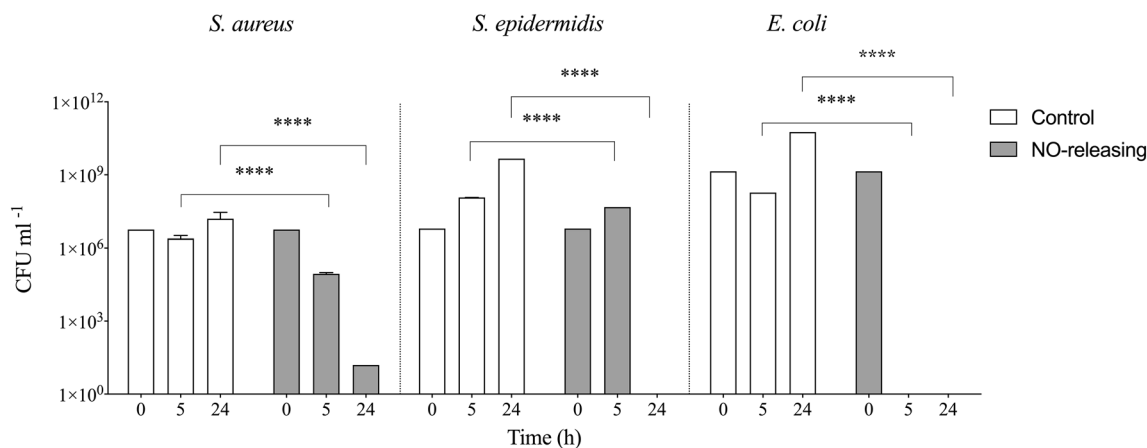 S. aureus S. epidermidis E. coli
****
**** ****
1×10^12 **** ****
**** Control
NO-releasing
1×10^9 ****
1×10^6
CFU ml ^-1
1×10^3
1×10^0
0 5 24 0 5 24 0 5 24 0 5 24 0 5 24 0 5 24
Time (h)